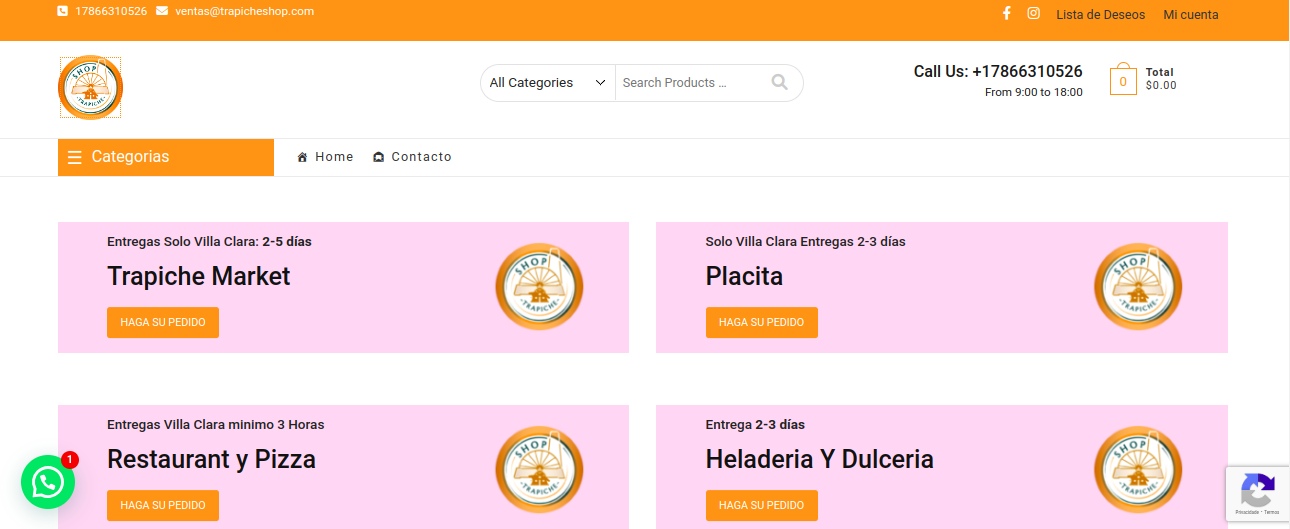 17866310526 ventas@trapicheshop.com
Lista de Deseos Mi cuenta
SHOP
-TRAPICHE-
All Categories
Search Products …
Call Us: +17866310526
From 9:00 to 18:00
0
Total
$0.00
Categorias
Home
Contacto
Entregas Solo Villa Clara: 2-5 días
Trapiche Market
HAGA SU PEDIDO
SHOP
-TRAPICHE-
Solo Villa Clara Entregas 2-3 días
Placita
HAGA SU PEDIDO
SHOP
-TRAPICHE-
Entregas Villa Clara minimo 3 Horas
Restaurant y Pizza
HAGA SU PEDIDO
SHOP
-TRAPICHE-
Entrega 2-3 días
Heladeria Y Dulceria
HAGA SU PEDIDO
SHOP
-TRAPICHE-
1
Privacidade - Termos